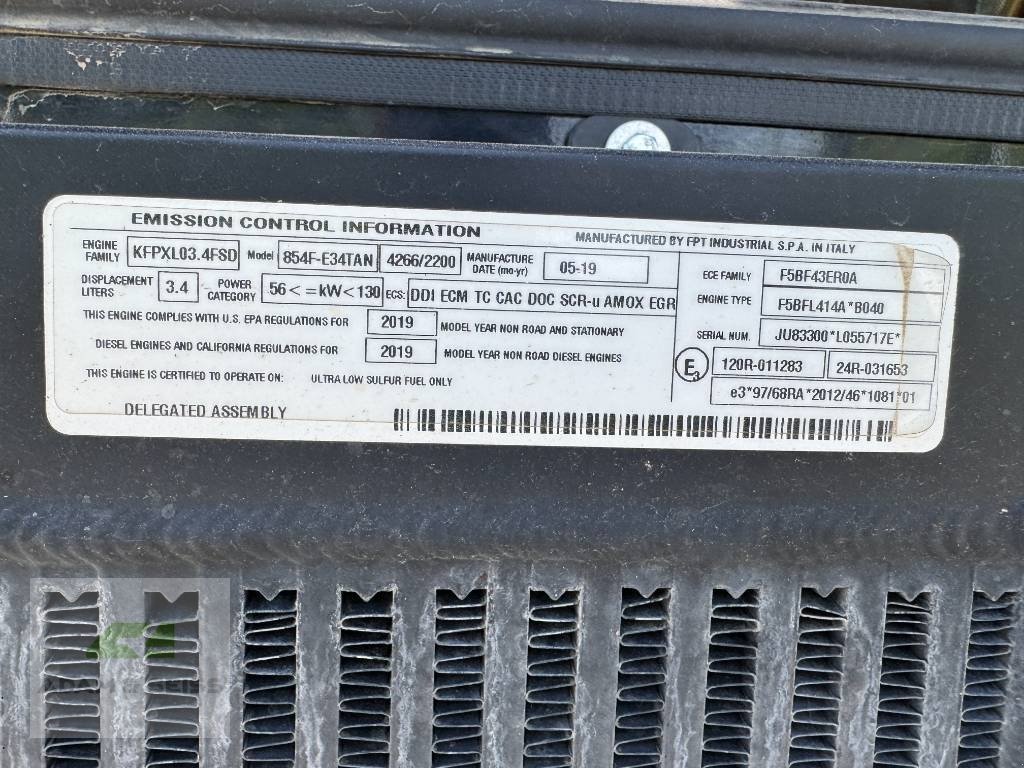 EMISSION CONTROL INFORMATION
MANUFACTURED BY FPT INDUSTRIAL S.P.A. IN ITALY
ENGINE FAMILY KFPXL03.4FSD Model 854F-E34TAN 4266/2200 MANUFACTURE DATE (mo-yr) 05-19
DISPLACEMENT LITERS 3.4 POWER CATEGORY 56<=kW<130 ECS: DDI ECM TC CAC DOC SCR-u AMOX EGR
THIS ENGINE COMPLIES WITH U.S. EPA REGULATIONS FOR 2019 MODEL YEAR NON ROAD AND STATIONARY
DIESEL ENGINES AND CALIFORNIA REGULATIONS FOR 2019 MODEL YEAR NON ROAD DIESEL ENGINES
THIS ENGINE IS CERTIFIED TO OPERATE ON: ULTRA LOW SULFUR FUEL ONLY
DELEGATED ASSEMBLY
ECE FAMILY F5BF43ER0A
ENGINE TYPE F5BFL414A*B040
SERIAL NUM. JU83300*L055717E*
E3 120R-011283 24R-031653
e3*97/68RA*2012/46*1081*01